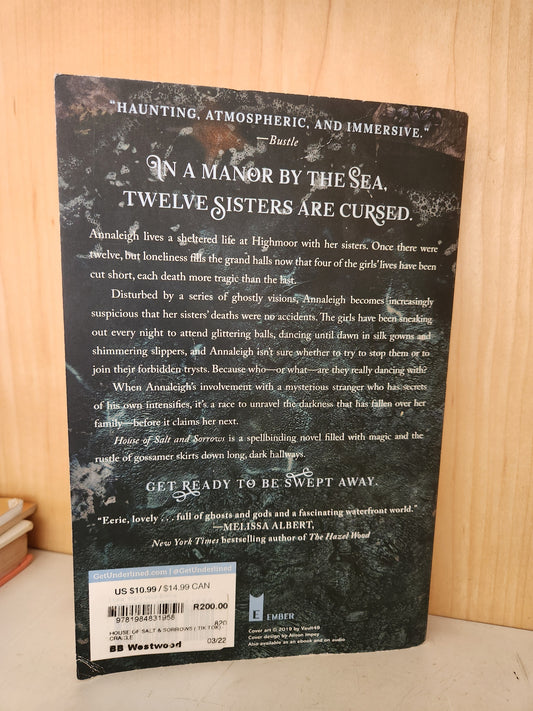 "HAUNTING, ATMOSPHERIC, AND IMMERSIVE."
—Bustle
IN A MANOR BY THE SEA,
TWELVE SISTERS ARE CURSED.
Annaleigh lives a sheltered life at Highmoor with her sisters. Once there were
twelve, but loneliness fills the grand halls now that four of the girls' lives have been
cut short, each death more tragic than the last.
Disturbed by a series of ghostly visions, Annaleigh becomes increasingly
suspicious that her sisters' deaths were no accidents. The girls have been sneaking
out every night to attend glittering balls, dancing until dawn in silk gowns and
shimmering slippers, and Annaleigh isn't sure whether to try to stop them or to
join their forbidden trysts. Because who—or what—are they really dancing with?
When Annaleigh's involvement with a mysterious stranger who has secrets
of his own intensifies, it's a race to unravel the darkness that has fallen over her
family—before it claims her next.
House of Salt and Sorrows is a spellbinding novel filled with magic and the
rustle of gossamer skirts down long, dark hallways.
GET READY TO BE SWEPT AWAY.
"Eerie, lovely . . . full of ghosts and gods and a fascinating waterfront world."
—MELISSA ALBERT,
New York Times bestselling author of The Hazel Wood
GetUnderlined.com | @GetUnderlined
US $10.99 / $14.99 CAN
R200.00
9781984831958
820
HOUSE OF SALT & SORROWS ( TIK TOK)
CRAIGLE
03/22
BB Westwood
E EMBER
Cover art © 2019 by Vault49
Cover design by Alison Impey
Also available as an ebook and on audio